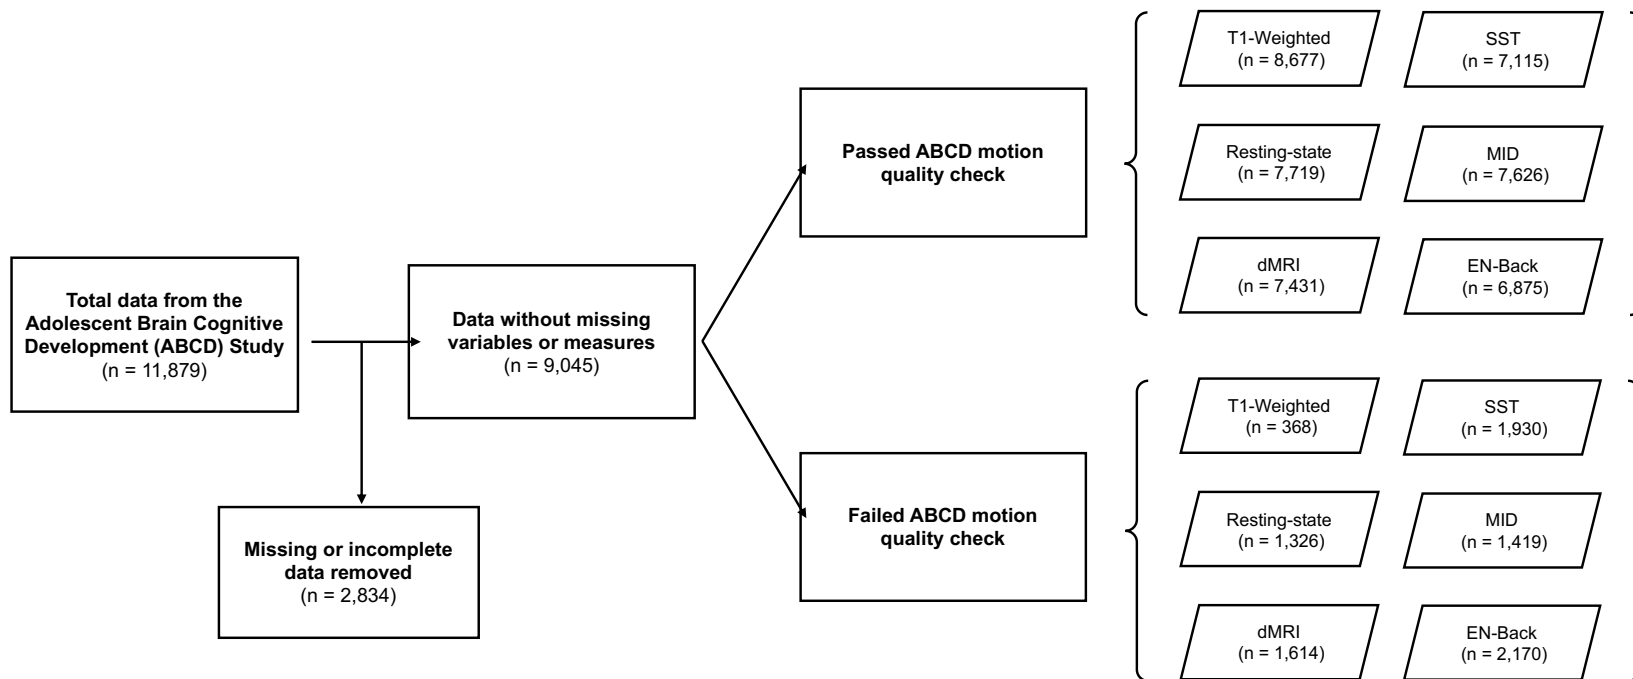 Total data from the
Adolescent Brain Cognitive
Development (ABCD) Study
(n = 11,879)
Missing or incomplete
data removed
(n = 2,834)
Data without missing
variables or measures
(n = 9,045)
Passed ABCD motion
quality check
T1-Weighted
(n = 8,677)
SST
(n = 7,115)
Resting-state
(n = 7,719)
MID
(n = 7,626)
dMRI
(n = 7,431)
EN-Back
(n = 6,875)
Failed ABCD motion
quality check
T1-Weighted
(n = 368)
SST
(n = 1,930)
Resting-state
(n = 1,326)
MID
(n = 1,419)
dMRI
(n = 1,614)
EN-Back
(n = 2,170)